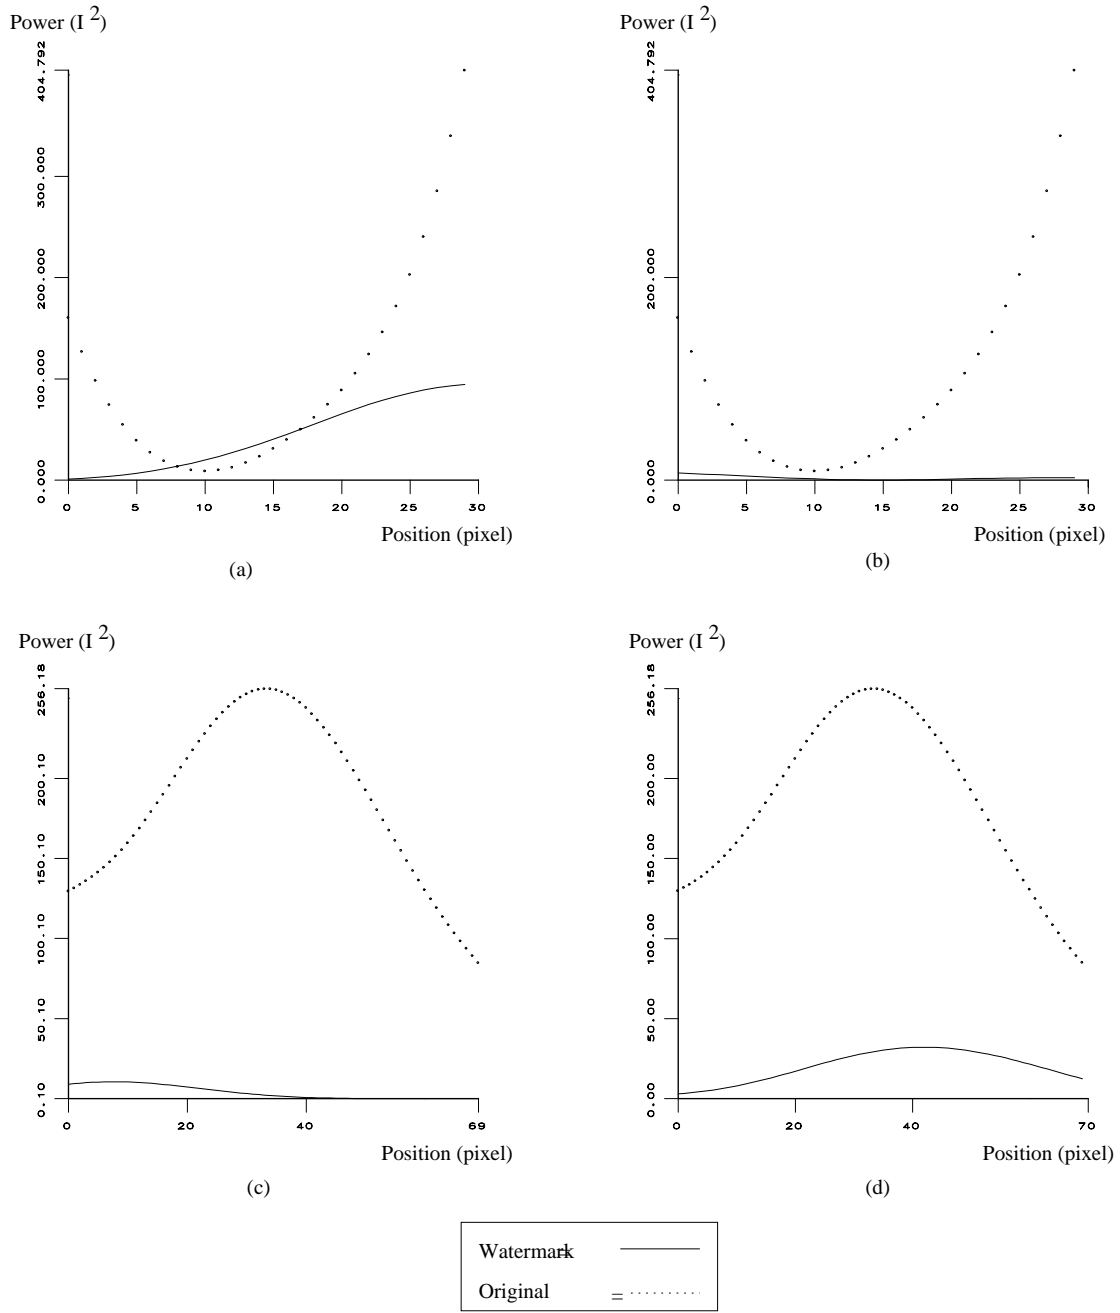 Power (I 2)
404.792
300.000
200.000
100.000
0.000
0 5 10 15 20 25 30
Position (pixel)
(a)
Power (I 2)
404.792
200.000
0.000
0 5 10 15 20 25 30
Position (pixel)
(b)
Power (I 2)
256.18
200.10
150.10
100.10
50.10
0.10
0 20 40 69
Position (pixel)
(c)
Power (I 2)
256.18
200.00
150.00
100.00
50.00
0.00
0 20 40 70
Position (pixel)
(d)
Watermark =
Original =